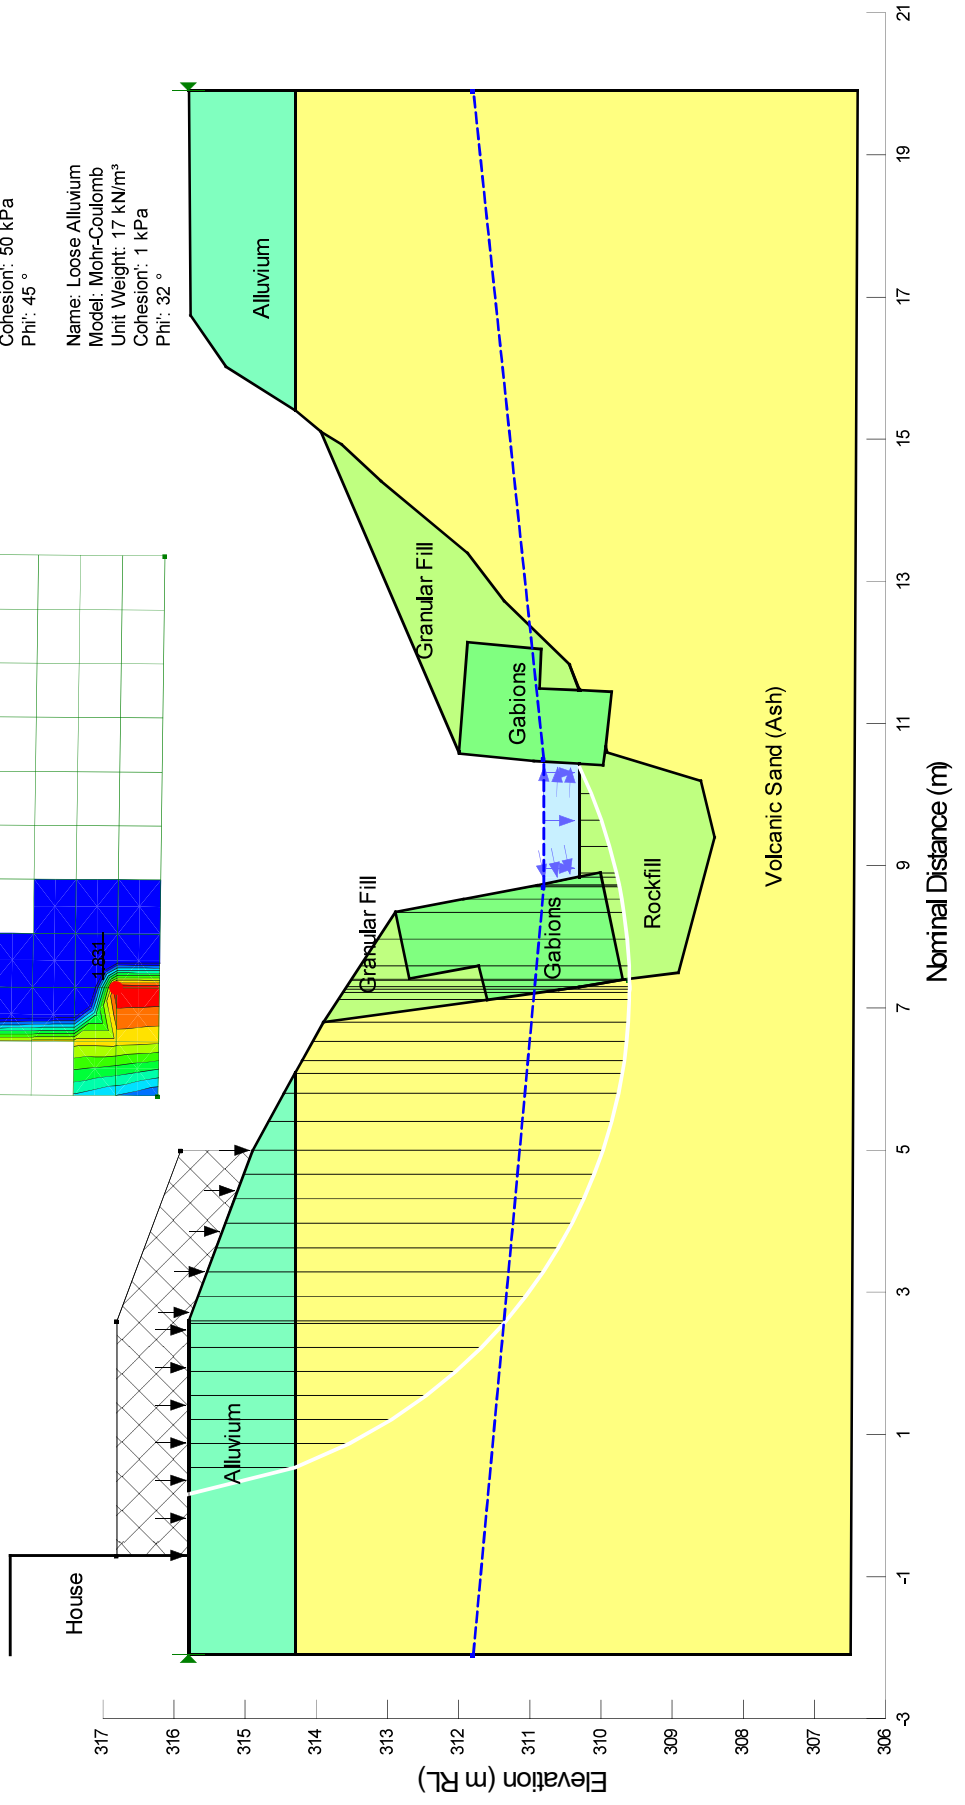 Cohesion': 50 kPa
Phi': 45 °
Name: Loose Alluvium
Model: Mohr-Coulomb
Unit Weight: 17 kN/m³
Cohesion': 1 kPa
Phi': 32 °
1.831
House
Alluvium
Granular Fill
Gabions
Rockfill
Granular Fill
Gabions
Alluvium
Volcanic Sand (Ash)
Elevation (m RL)
317
316
315
314
313
312
311
310
309
308
307
306
-3
-1
1
3
5
7
9
11
13
15
17
19
21
Nominal Distance (m)